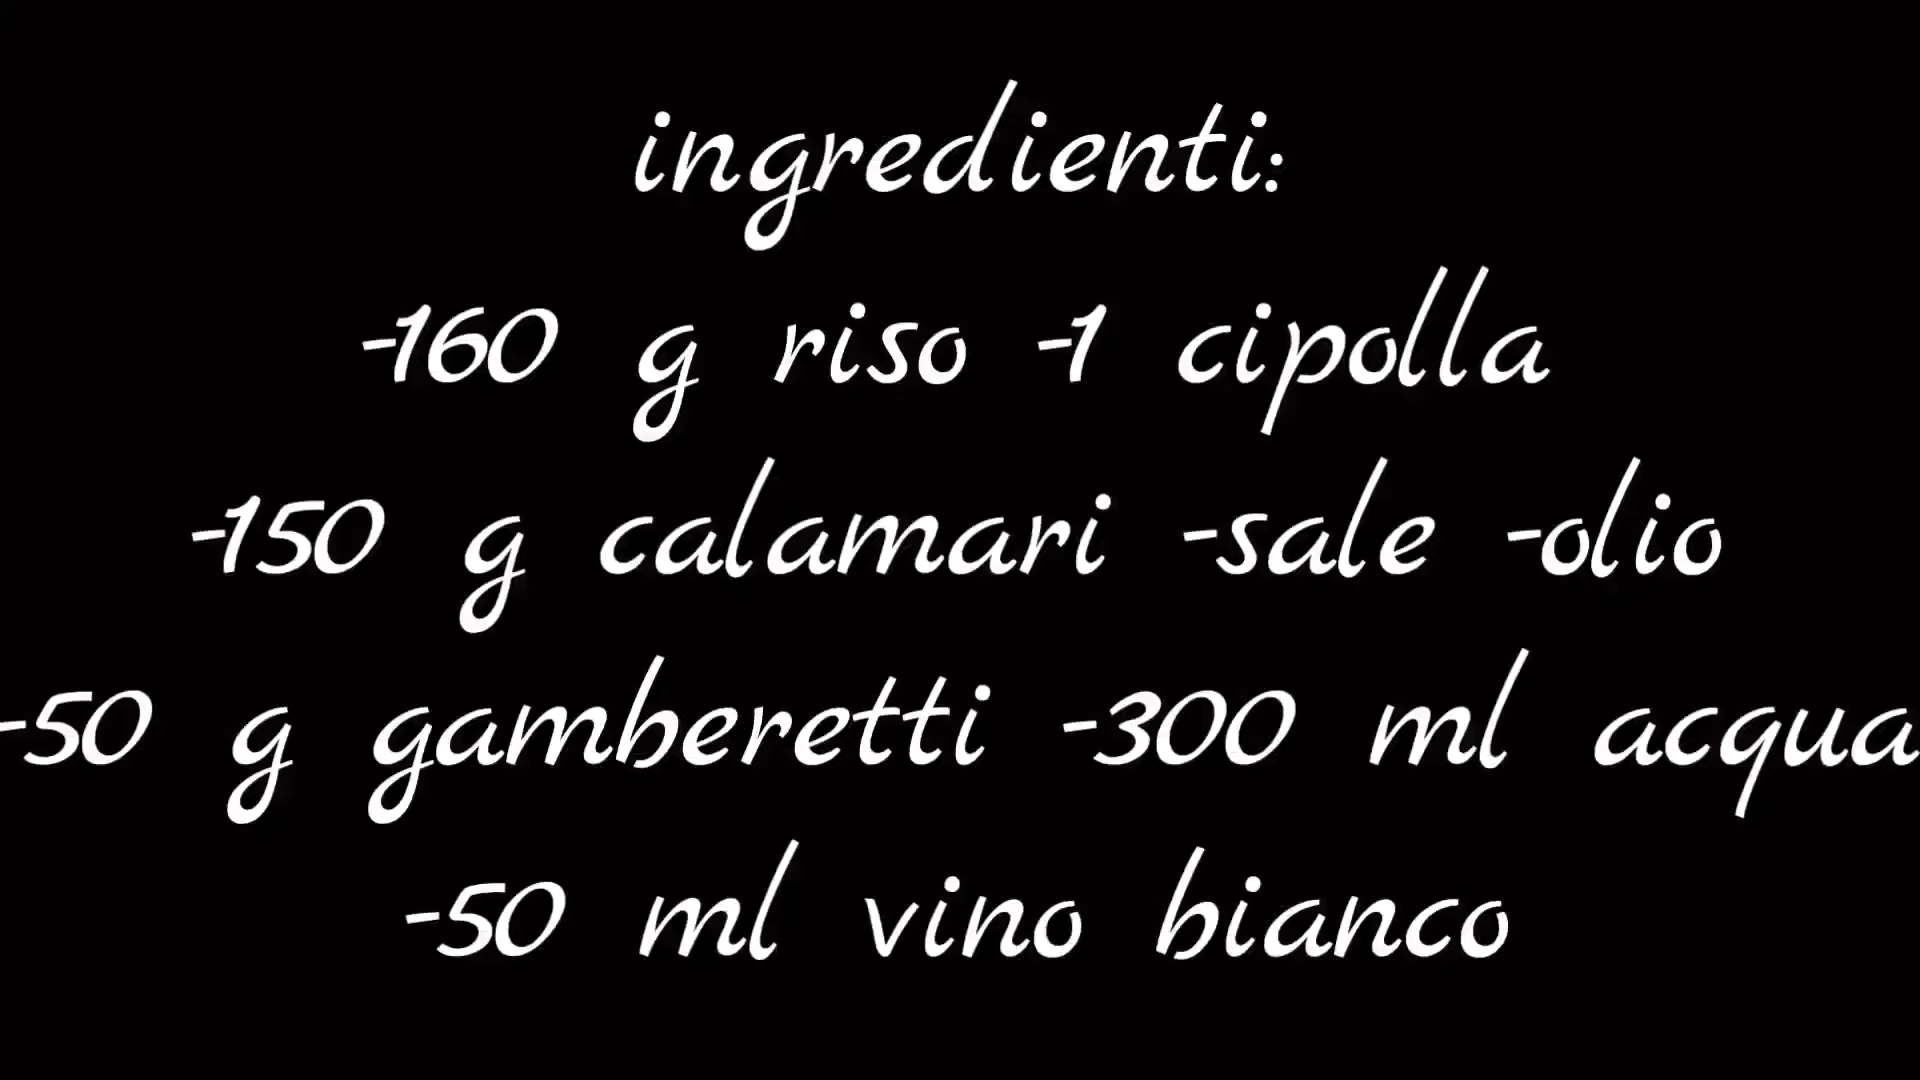 ingredienti:
-160 g riso -1 cipolla
-150 g calamari -sale -olio
-50 g gamberetti -300 ml acqua
-50 ml vino bianco